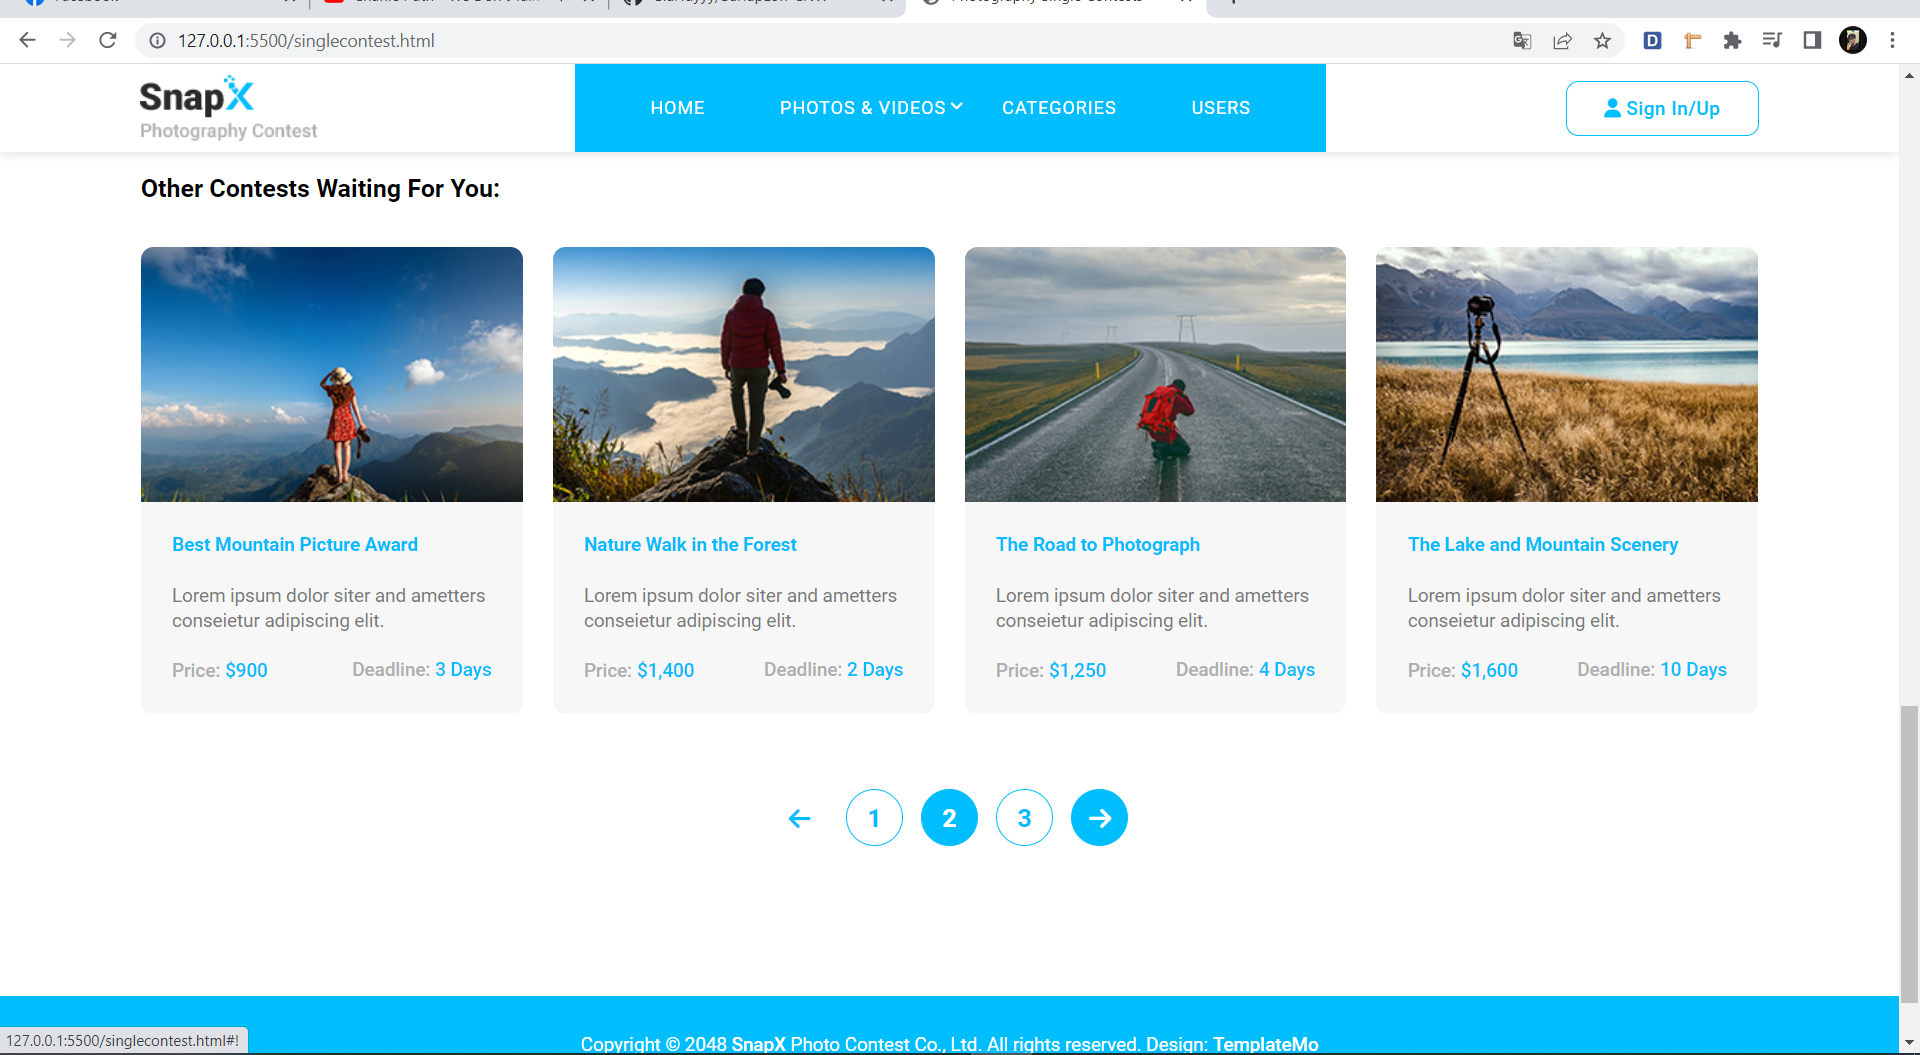 127.0.0.1:5500/singlecontest.html
SnapX
Photography Contest
HOME
PHOTOS & VIDEOS
CATEGORIES
USERS
Sign In/Up
Other Contests Waiting For You:
Best Mountain Picture Award
Lorem ipsum dolor siter and ametters
conseietur adipiscing elit.
Price: $900
Deadline: 3 Days
Nature Walk in the Forest
Lorem ipsum dolor siter and ametters
conseietur adipiscing elit.
Price: $1,400
Deadline: 2 Days
The Road to Photograph
Lorem ipsum dolor siter and ametters
conseietur adipiscing elit.
Price: $1,250
Deadline: 4 Days
The Lake and Mountain Scenery
Lorem ipsum dolor siter and ametters
conseietur adipiscing elit.
Price: $1,600
Deadline: 10 Days
1
2
3
Copyright © 2048 SnapX Photo Contest Co., Ltd. All rights reserved. Design: TemplateMo
127.0.0.1:5500/singlecontest.html#!